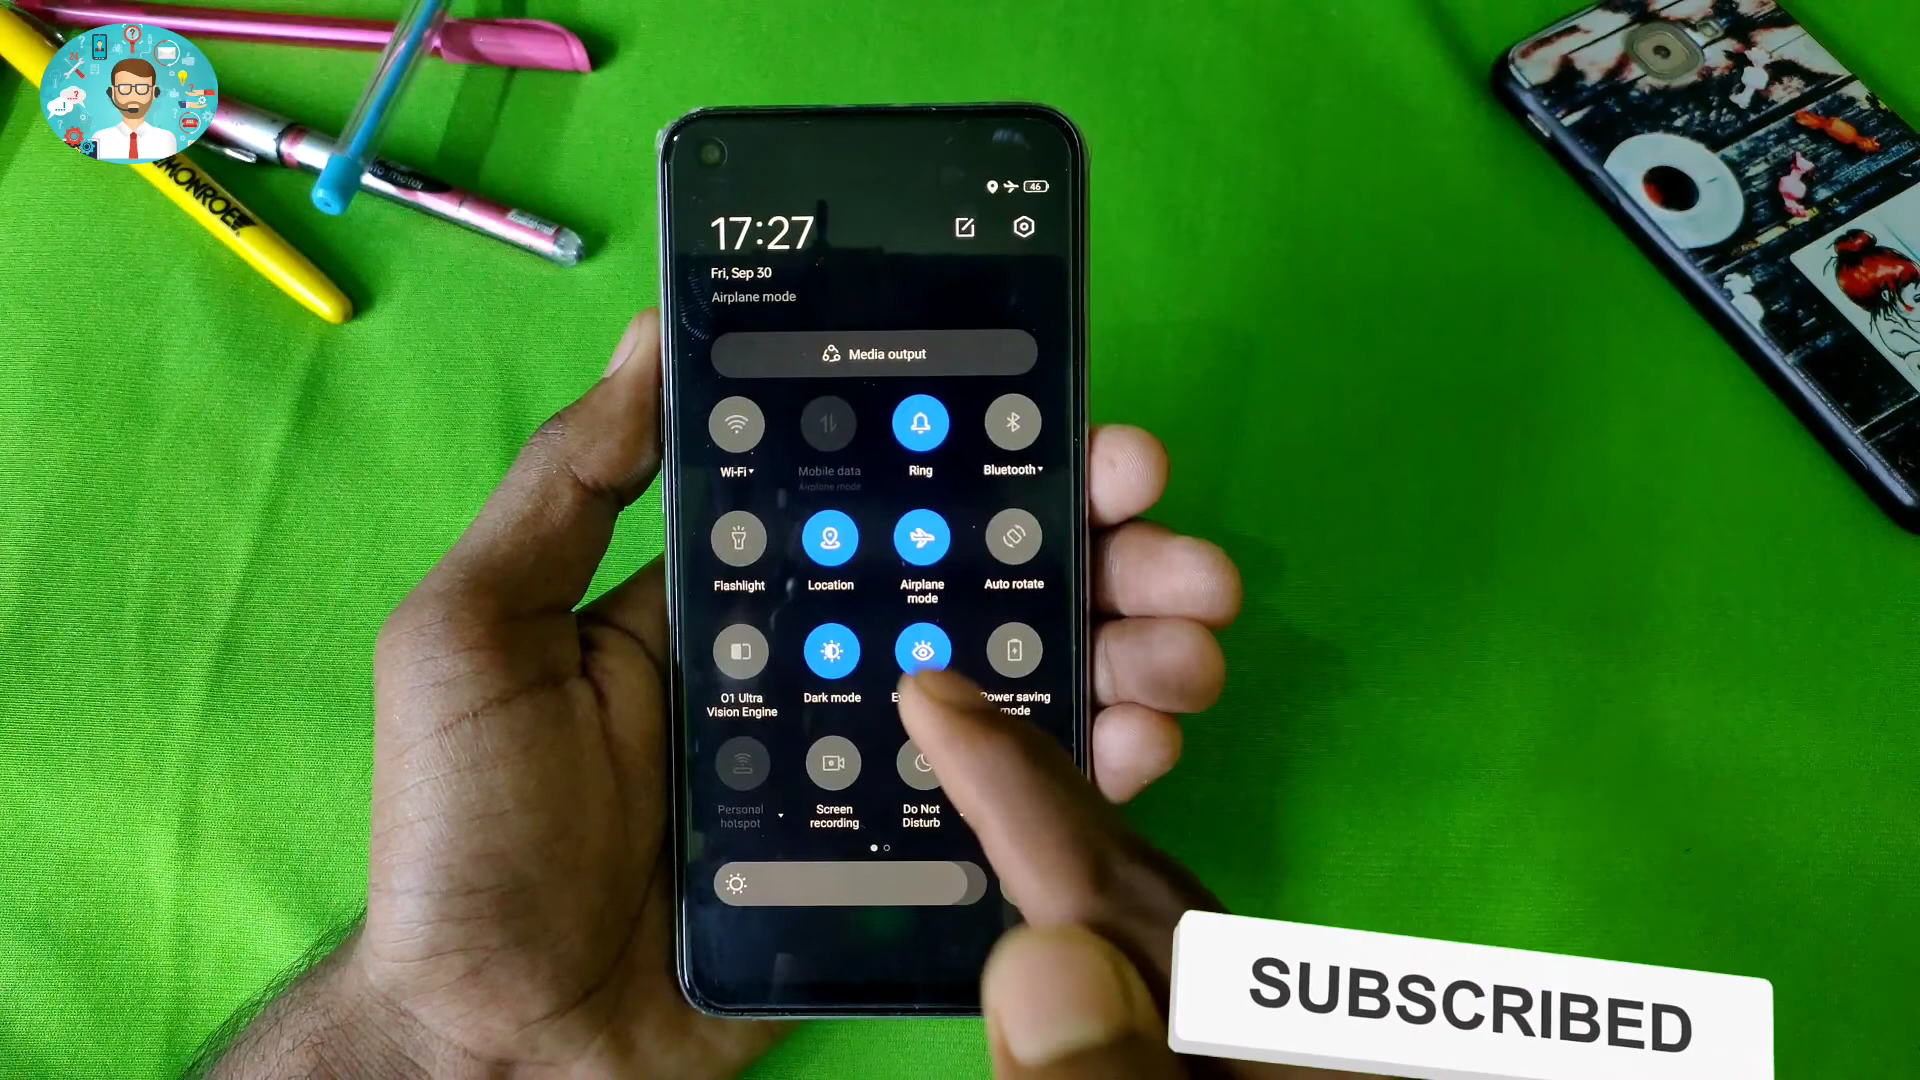 MONROE
46
17:27
Fri, Sep 30
Airplane mode
Media output
Wi-Fi
Mobile data
Airplane mode
Ring
Bluetooth
Flashlight
Location
Airplane
mode
Auto rotate
O1 Ultra
Vision Engine
Dark mode
Power saving
mode
Personal
hotspot
Screen
recording
Do Not
Disturb
SUBSCRIBED